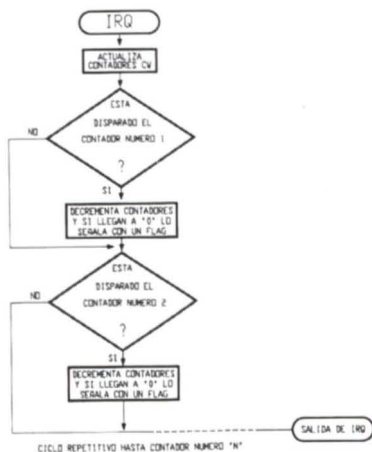 IRQ
ACTUALIZA
CONTADORES CW
ESTA
DISPARADO EL
CONTADOR NUMERO 1
?
NO
SI
DECREMENTA CONTADORES
Y SI LLEGAN A "0" LO
SEÑALA CON UN FLAG
ESTA
DISPARADO EL
CONTADOR NUMERO 2
?
NO
SI
DECREMENTA CONTADORES
Y SI LLEGAN A "0" LO
SEÑALA CON UN FLAG
SALIDA DE IRQ
CICLO REPETITIVO HASTA CONTADOR NUMERO "N"